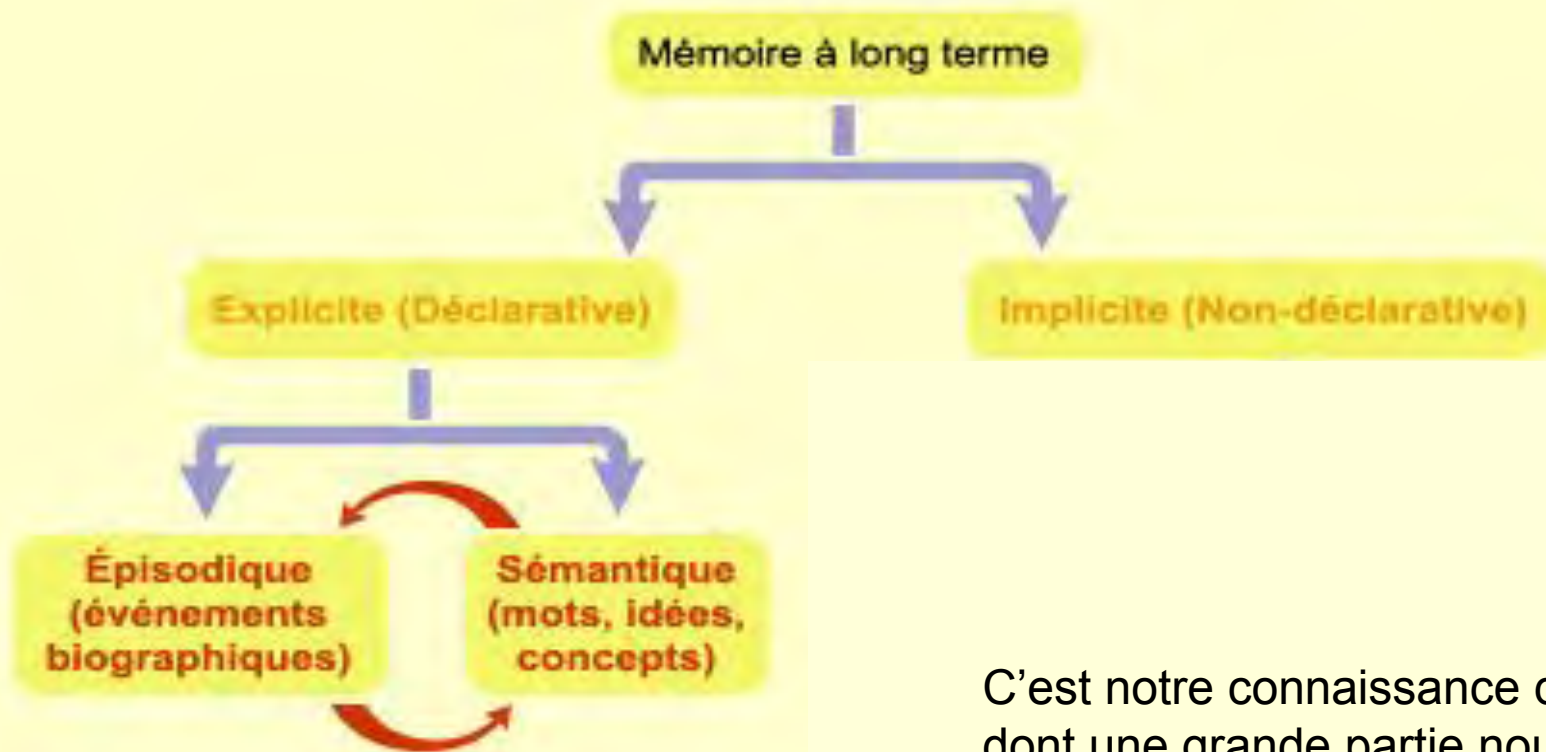 Mémoire à long terme
Explicite (Déclarative)
Implicite (Non-déclarative)
Épisodique
(événements
biographiques)
Sémantique
(mots, idées,
concepts)
C’est notre connaissance
dont une grande partie